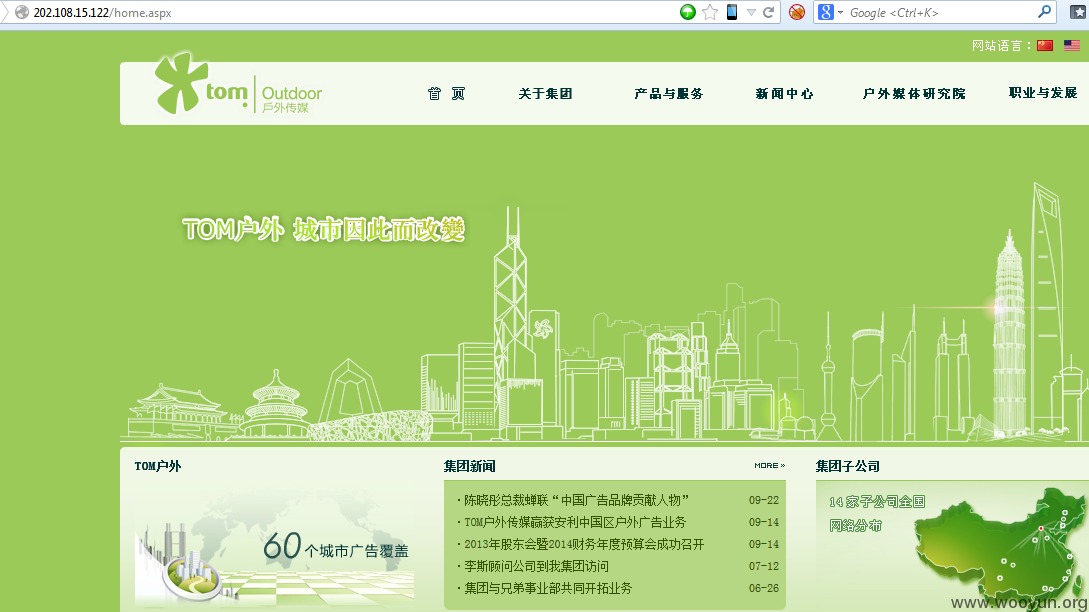 202.108.15.122/home.aspx
Google <Ctrl+K>
网站语言：
tom Outdoor
戶外传媒
首 页
关于集团
产品与服务
新闻中心
户外媒体研究院
职业与发展
TOM户外 城市因此而改變
TOM户外
60个城市广告覆盖
集团新闻
MORE »
· 陈晓彤总裁蝉联“中国广告品牌贡献人物” 09-22
· TOM户外传媒赢获安利中国区户外广告业务 09-14
· 2013年股东会暨2014财务年度预算会成功召开 09-14
· 李斯顾问公司到我集团访问 07-12
· 集团与兄弟事业部共同开拓业务 06-26
集团子公司
14 家子公司全国
网络分布
www.wooyun.org